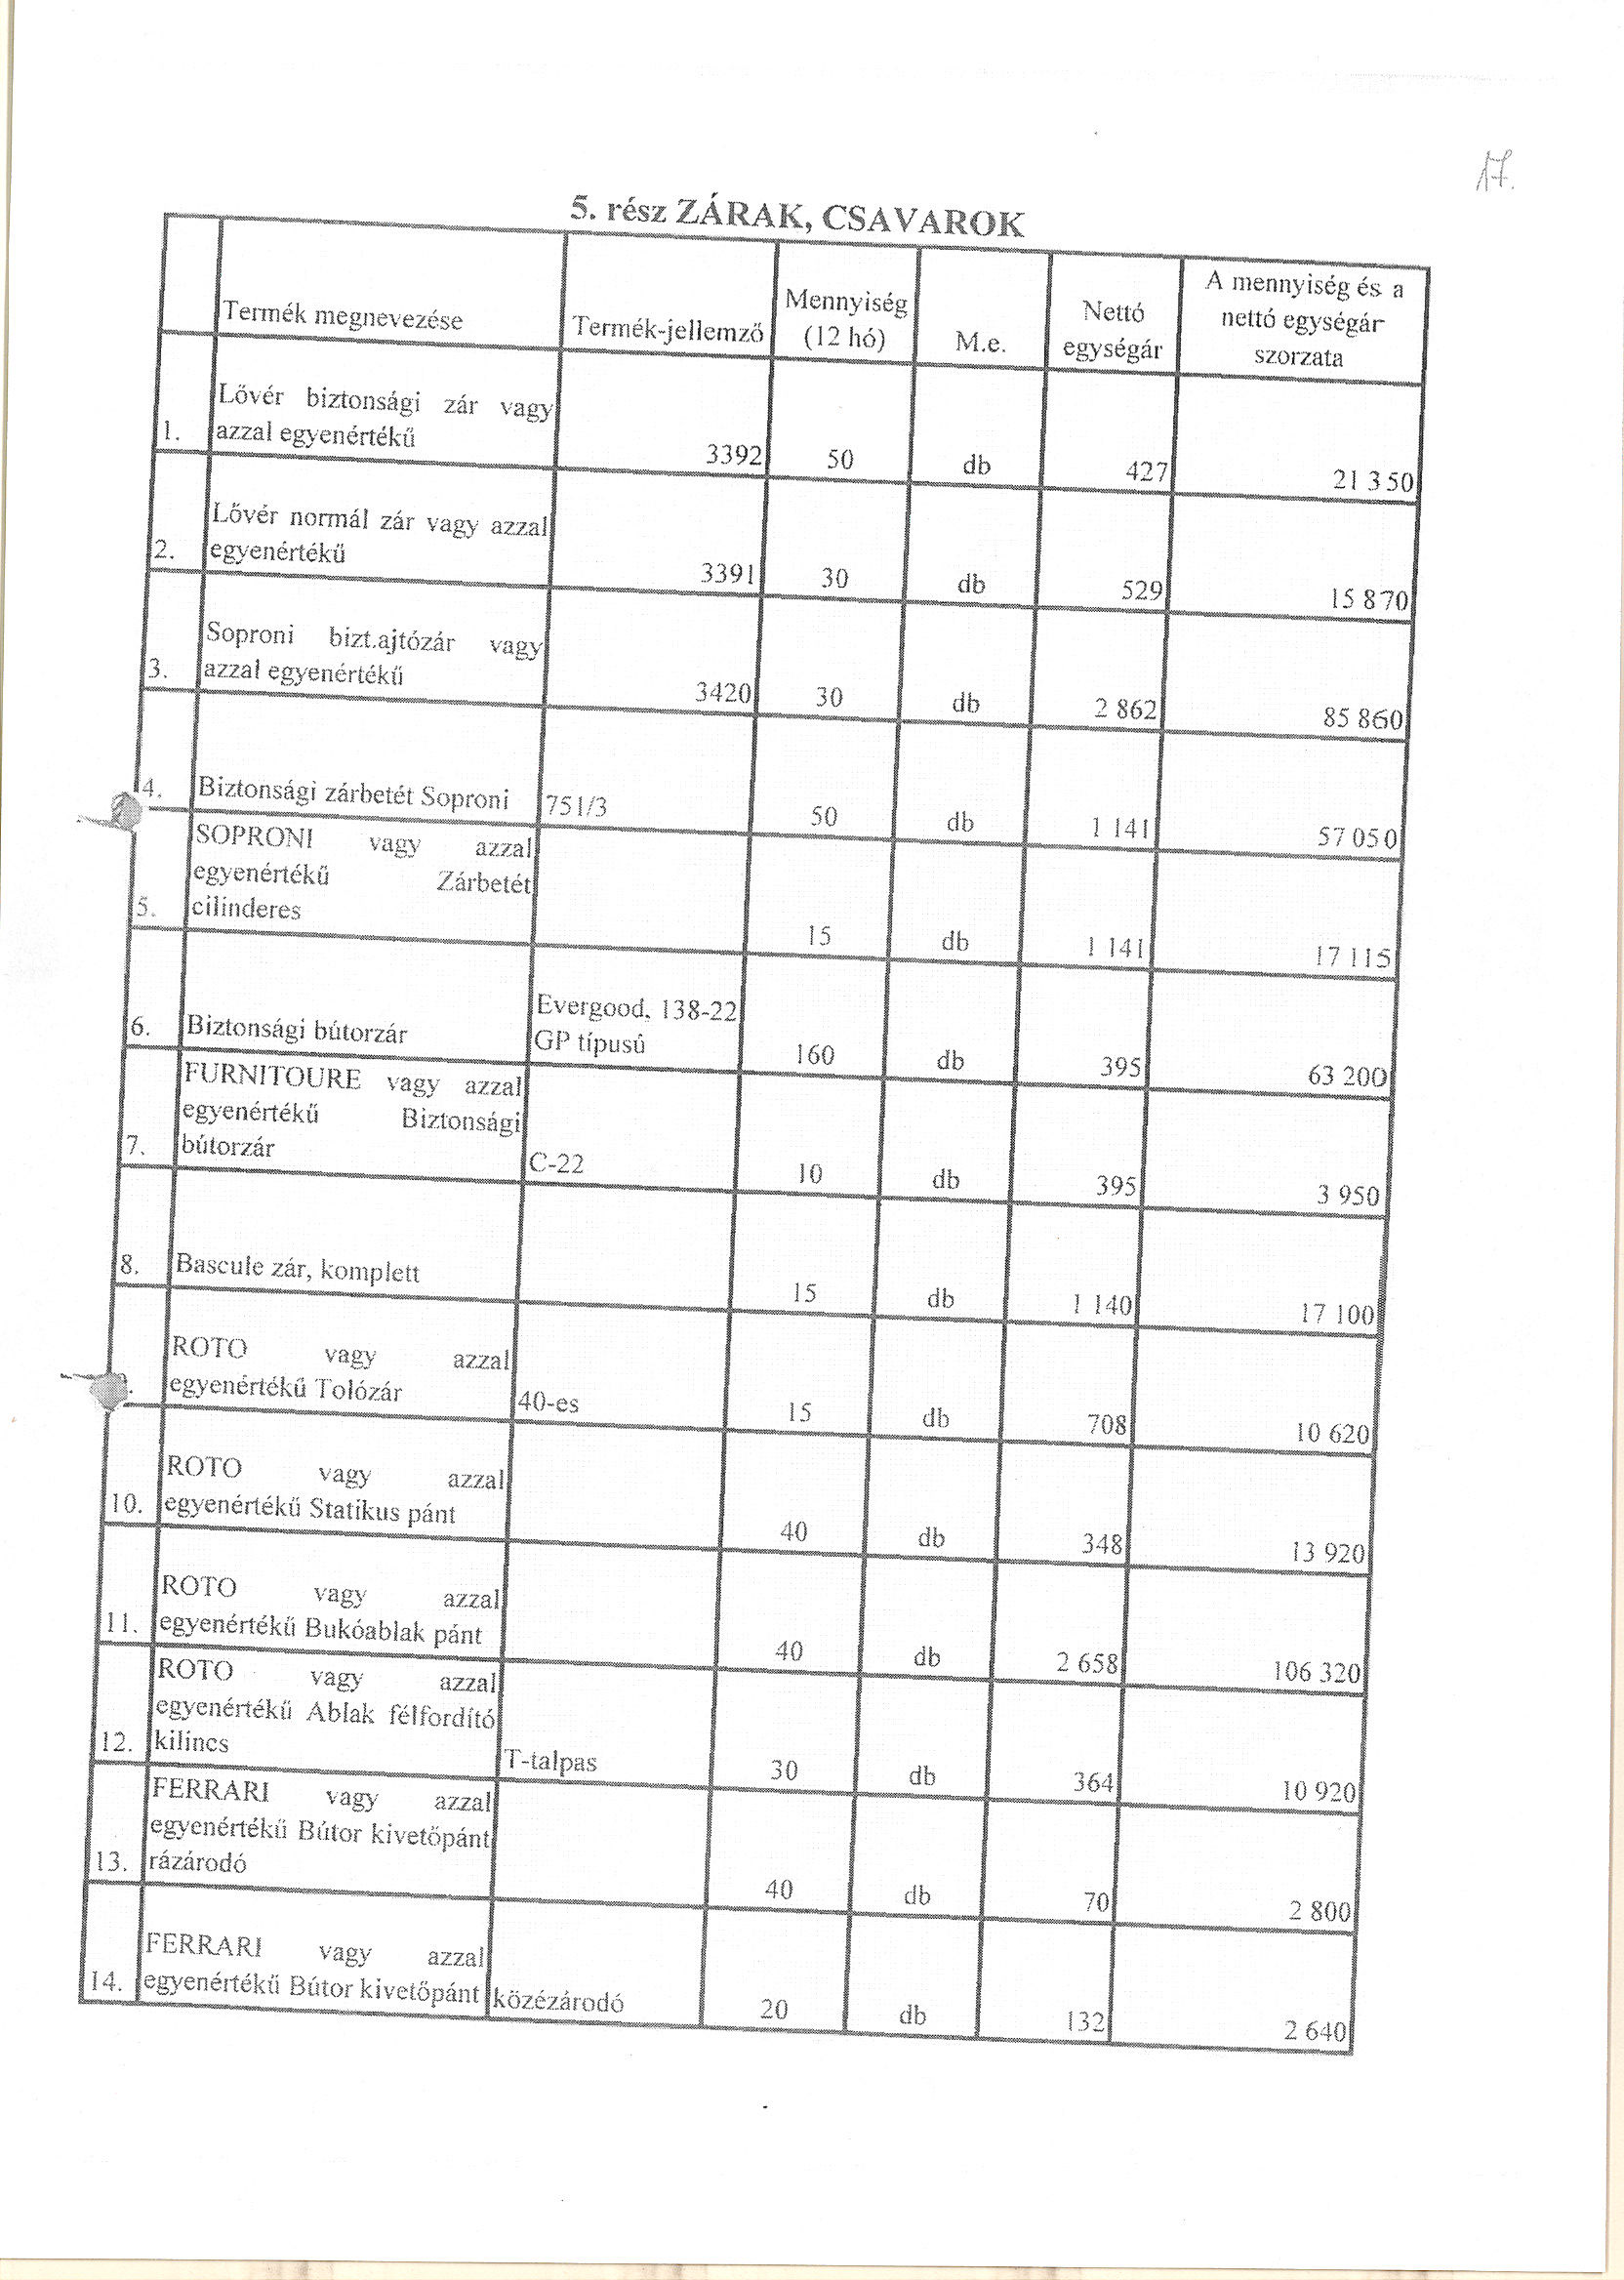 17.
5. rész ZÁRAK, CSAVAROK
Termék megnevezése Termék-jellemző Mennyiség (12 hó) M.e. Nettó egységár A mennyiség és a nettó egységár szorzata
1. Lővér biztonsági zár vagy
azzal egyenértékű 3392 50 db 427 21 350
2. Lővér normál zár vagy azzal
egyenértékű 3391 30 db 529 15 870
3. Soproni bizt.ajtózár vagy
azzal egyenértékű 3420 30 db 2 862 85 860
4. Biztonsági zárbetét Soproni 751/3 50 db 1 141 57 050
SOPRONI vagy azzal
egyenértékű Zárbetét
5. cilinderes 15 db 1 141 17 115
Evergood, 138-22
6. Biztonsági bútorzár GP típusú 160 db 395 63 200
FURNITOURE vagy azzal
egyenértékű Biztonsági
7. bútorzár C-22 10 db 395 3 950
8. Bascule zár, komplett 15 db 1 140 17 100
ROTO vagy azzal
egyenértékű Tolózár 40-es 15 db 708 10 620
ROTO vagy azzal
10. egyenértékű Statikus pánt 40 db 348 13 920
ROTO vagy azzal
11. egyenértékű Bukóablak pánt 40 db 2 658 106 320
ROTO vagy azzal
egyenértékű Ablak félfordító
12. kilincs T-talpas 30 db 364 10 920
FERRARI vagy azzal
egyenértékű Bútor kivetőpánt
13. rázárodó 40 db 70 2 800
FERRARI vagy azzal
14. egyenértékű Bútor kivetőpánt közézárodó 20 db 132 2 640